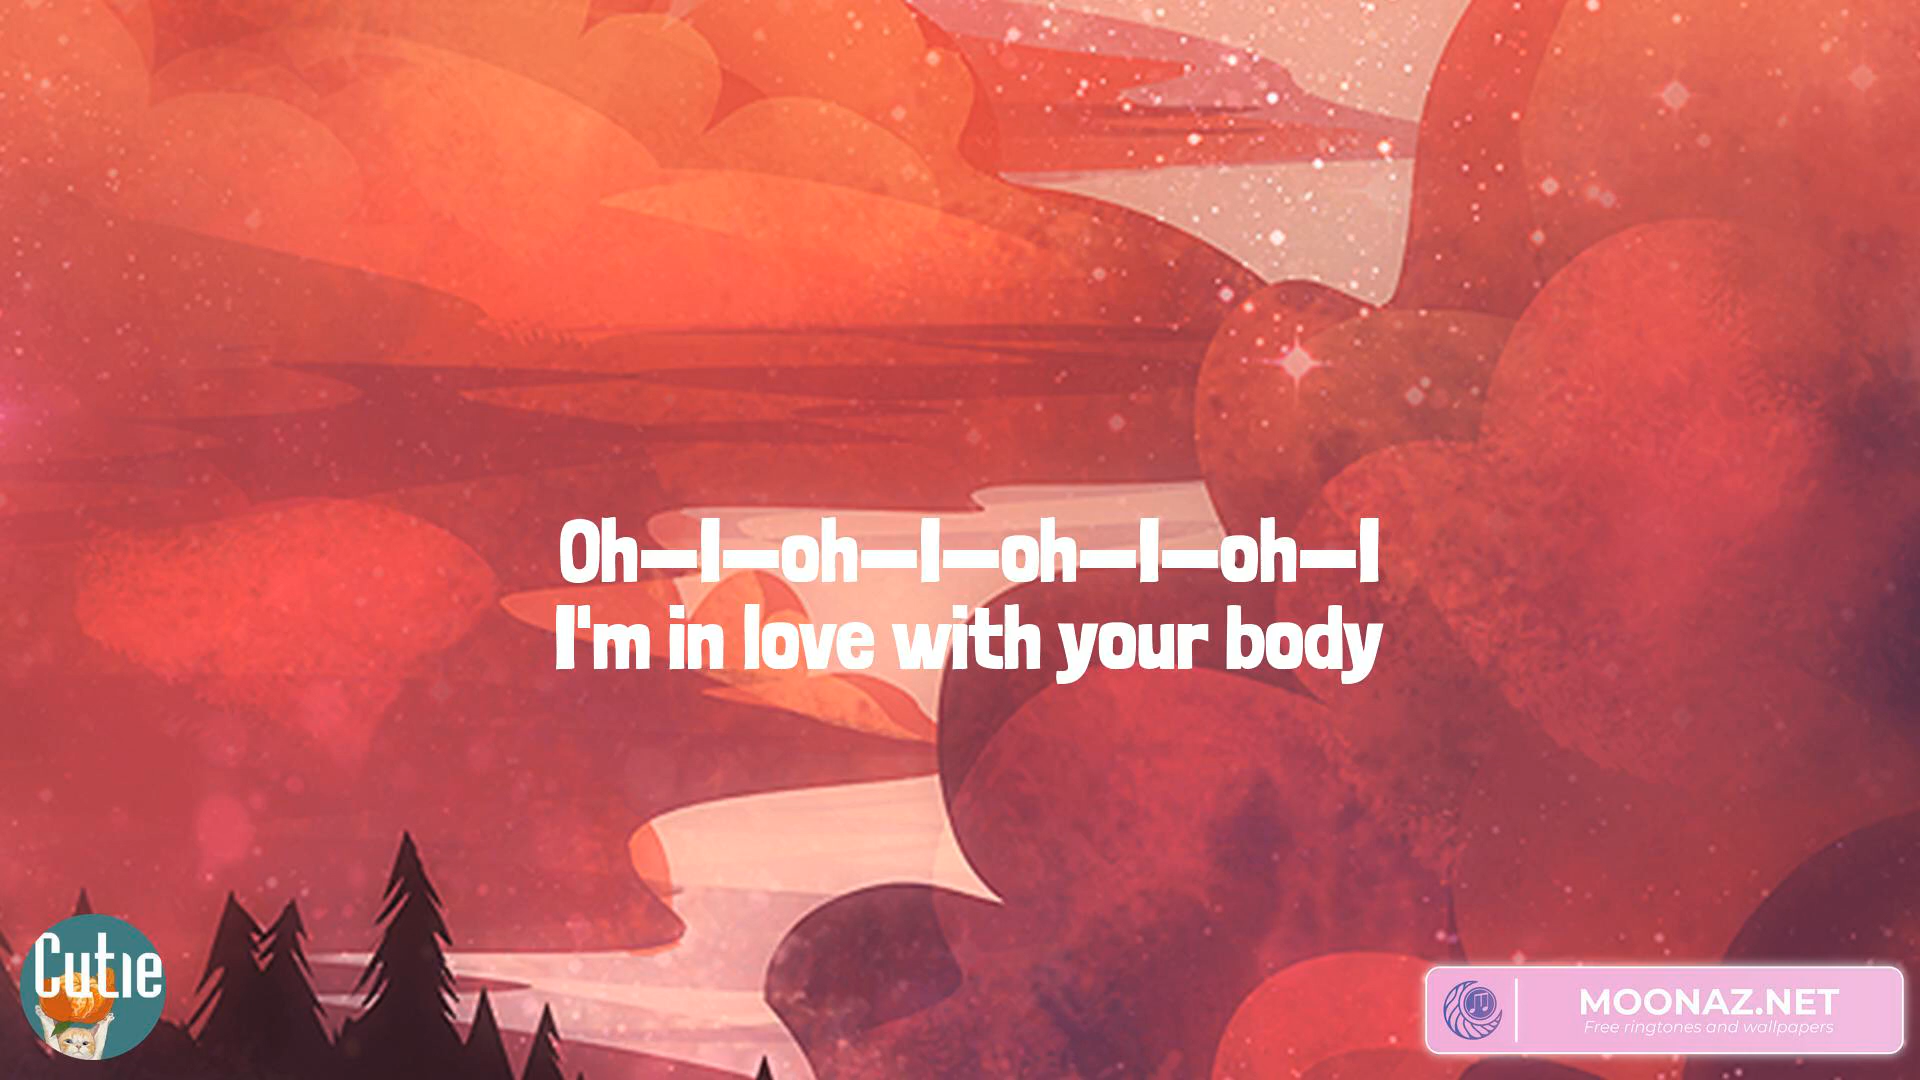 Oh—I—oh—I—oh—I—oh—I
I'm in love with your body
Cutie
MOONAZ.NET
Free ringtones and wallpapers